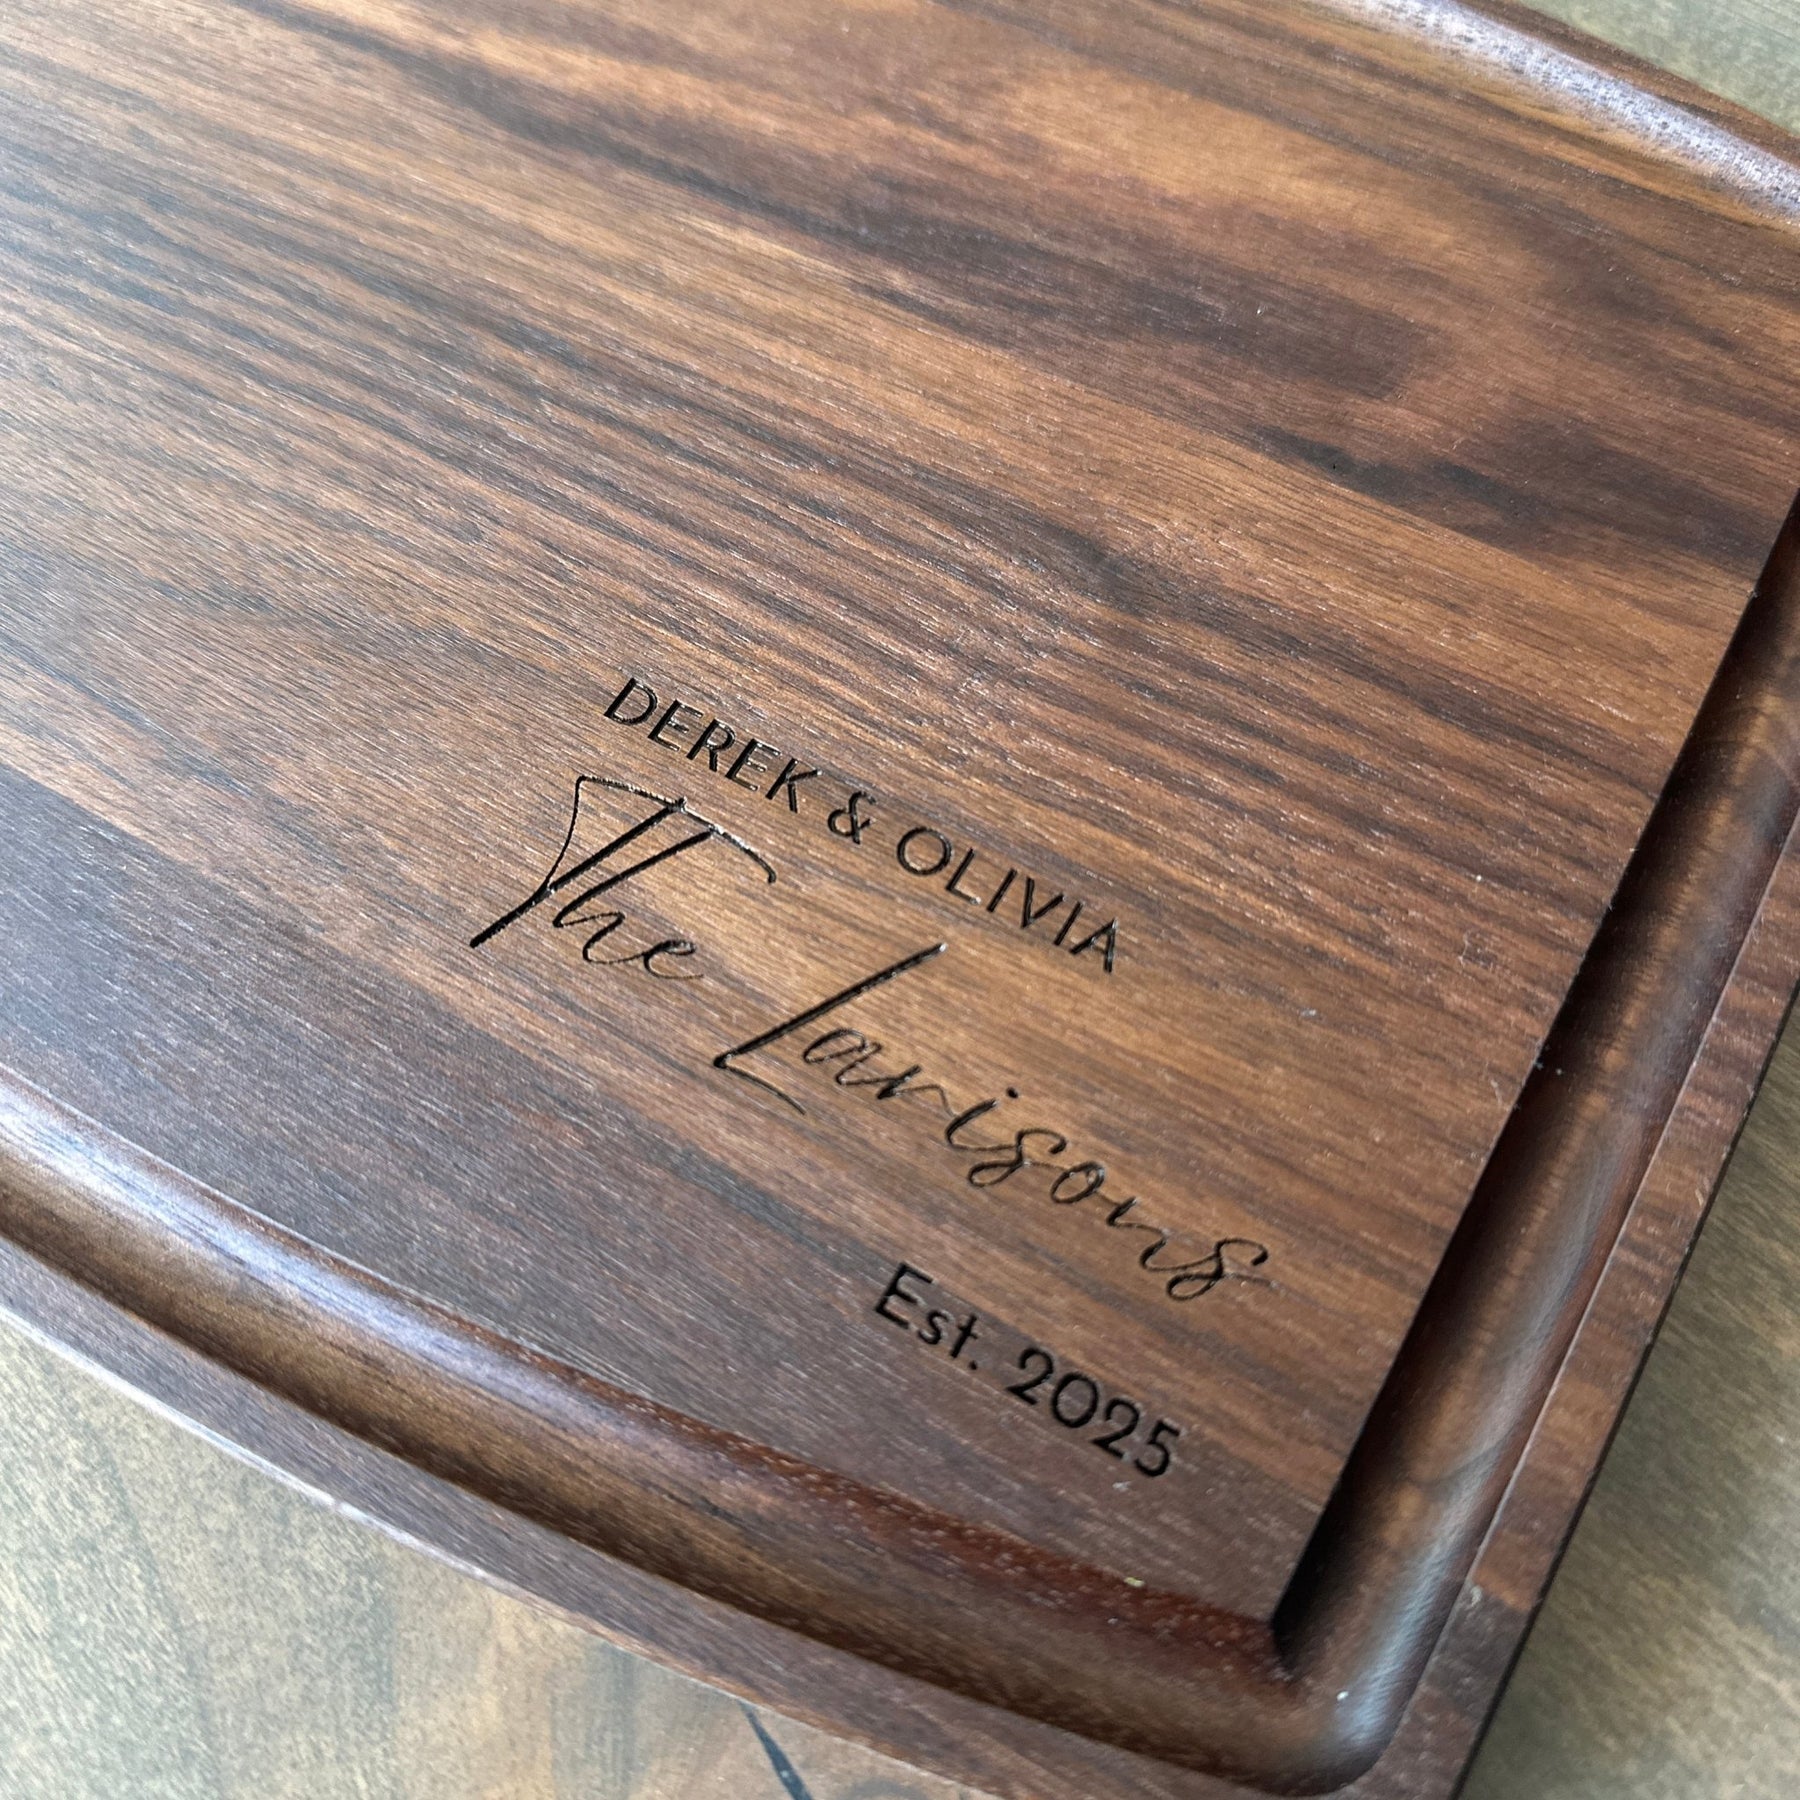 DEREK & OLIVIA
The Larisons
Est. 2025